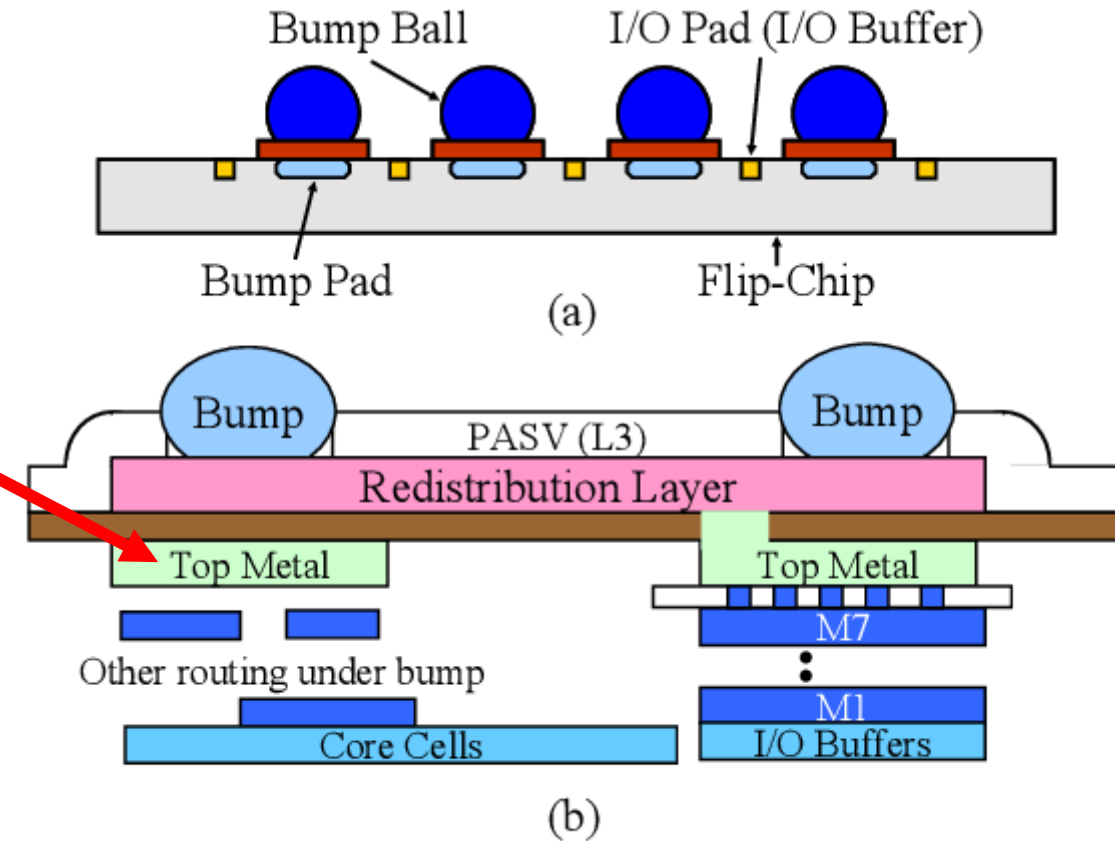 Bump Ball
I/O Pad (I/O Buffer)
Bump Pad
Flip-Chip
(a)
Bump
Bump
PASV (L3)
Redistribution Layer
Top Metal
Top Metal
M7
Other routing under bump
M1
Core Cells
I/O Buffers
(b)